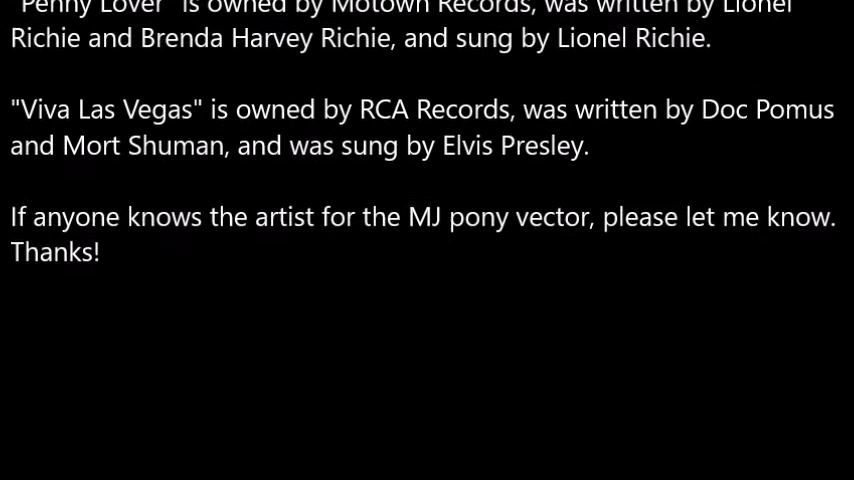 "Penny Lover" is owned by Motown Records, was written by Lionel
Richie and Brenda Harvey Richie, and sung by Lionel Richie.
"Viva Las Vegas" is owned by RCA Records, was written by Doc Pomus
and Mort Shuman, and was sung by Elvis Presley.
If anyone knows the artist for the MJ pony vector, please let me know.
Thanks!